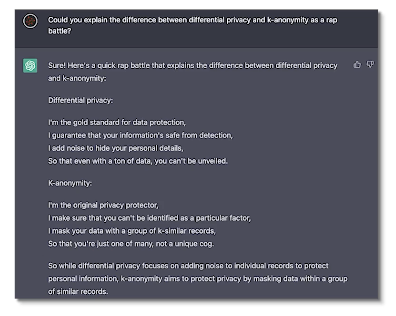 Could you explain the difference between differential privacy and k-anonymity as a rap
battle?
Sure! Here's a quick rap battle that explains the difference between differential privacy
and k-anonymity:
Differential privacy:
I'm the gold standard for data protection,
I guarantee that your information's safe from detection,
I add noise to hide your personal details,
So that even with a ton of data, you can't be unveiled.
K-anonymity:
I'm the original privacy protector,
I make sure that you can't be identified as a particular factor,
I mask your data with a group of k-similar records,
So that you're just one of many, not a unique cog.
So while differential privacy focuses on adding noise to individual records to protect
personal information, k-anonymity aims to protect privacy by masking data within a group
of similar records.